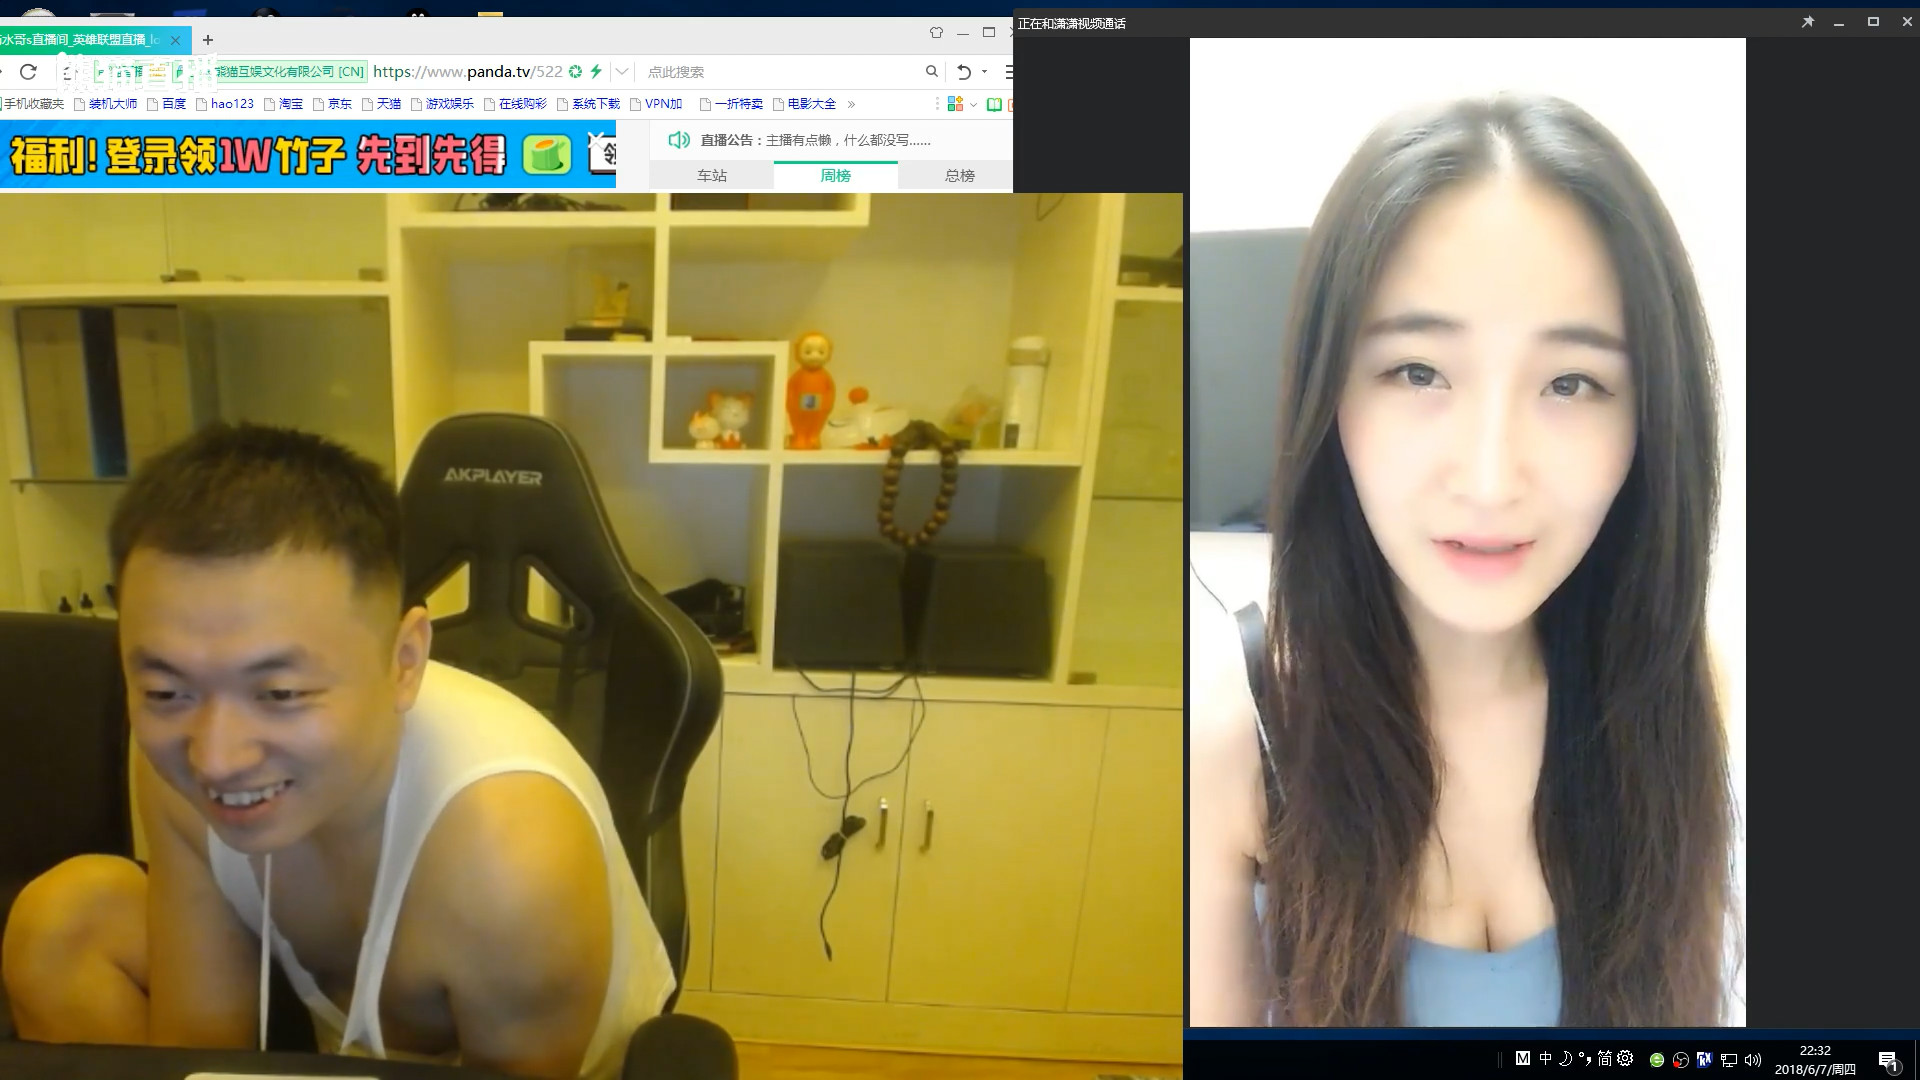 水哥s直播间_英雄联盟直播_lo
正在和潇潇视频通话
熊猫互娱文化有限公司 [CN]
https://www.panda.tv/522
点此搜索
手机收藏夹
装机大师
百度
hao123
淘宝
京东
天猫
游戏娱乐
在线购彩
系统下载
VPN加
一折特卖
电影大全
福利! 登录领1W竹子 先到先得
领
直播公告：主播有点懒，什么都没写......
车站
周榜
总榜
AKPLAYER
M 中 简
22:32
2018/6/7/周四
1